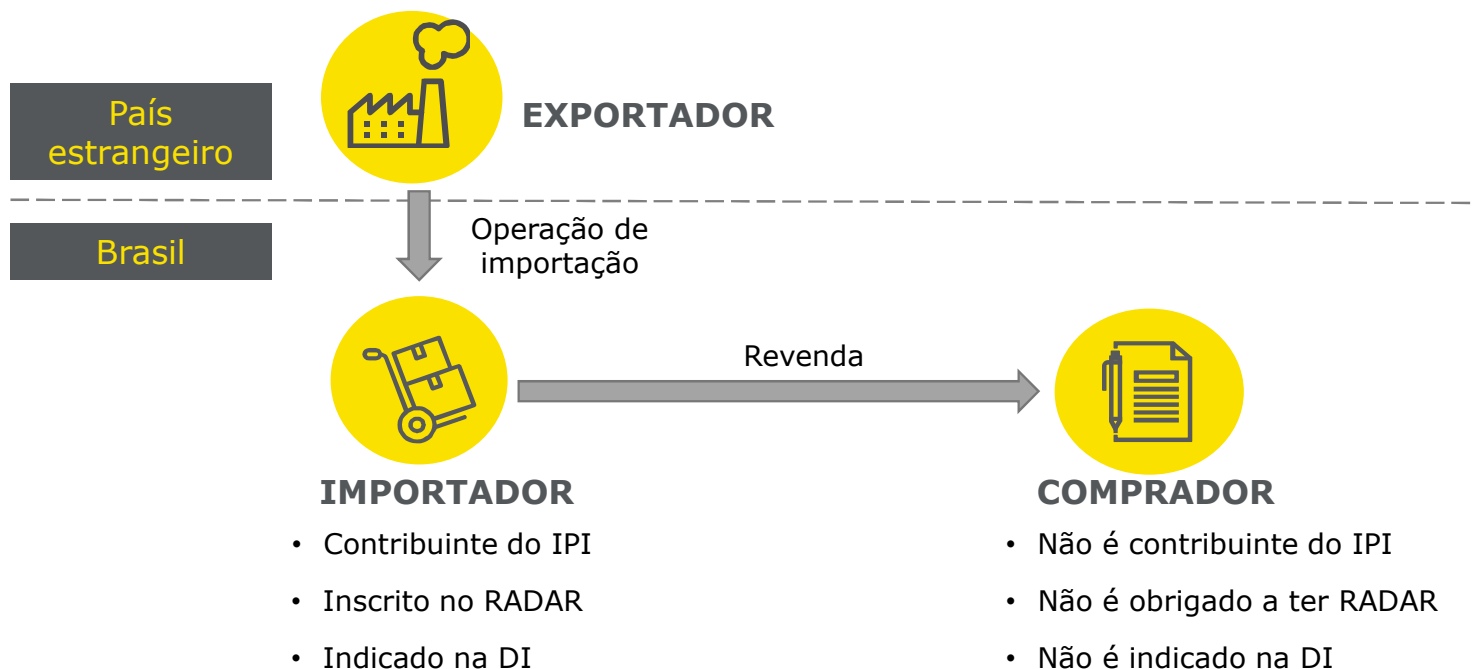 País
estrangeiro
EXPORTADOR
Brasil
Operação de
importação
Revenda
IMPORTADOR
• Contribuinte do IPI
• Inscrito no RADAR
• Indicado na DI
COMPRADOR
• Não é contribuinte do IPI
• Não é obrigado a ter RADAR
• Não é indicado na DI